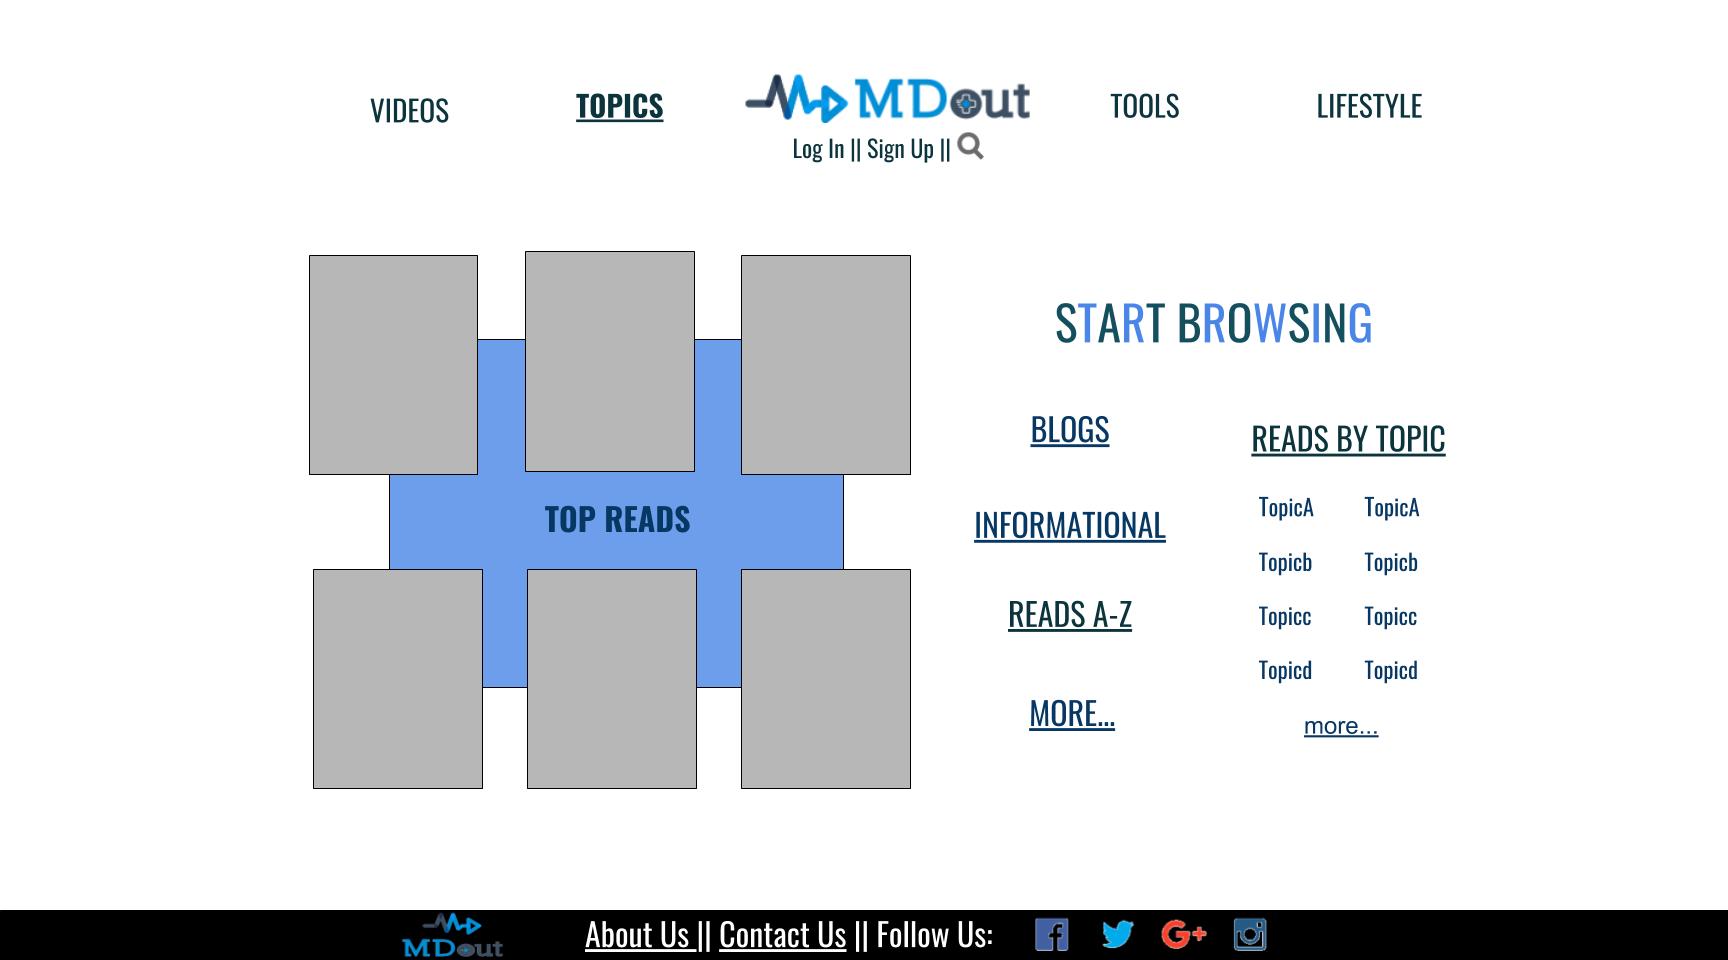 VIDEOS
TOPICS
MDout
TOOLS
LIFESTYLE
Log In || Sign Up ||
TOP READS
START BROWSING
BLOGS
INFORMATIONAL
READS A-Z
MORE...
READS BY TOPIC
TopicA TopicA
Topicb Topicb
Topicc Topicc
Topicd Topicd
more...
MDout
About Us || Contact Us || Follow Us:
f
G+